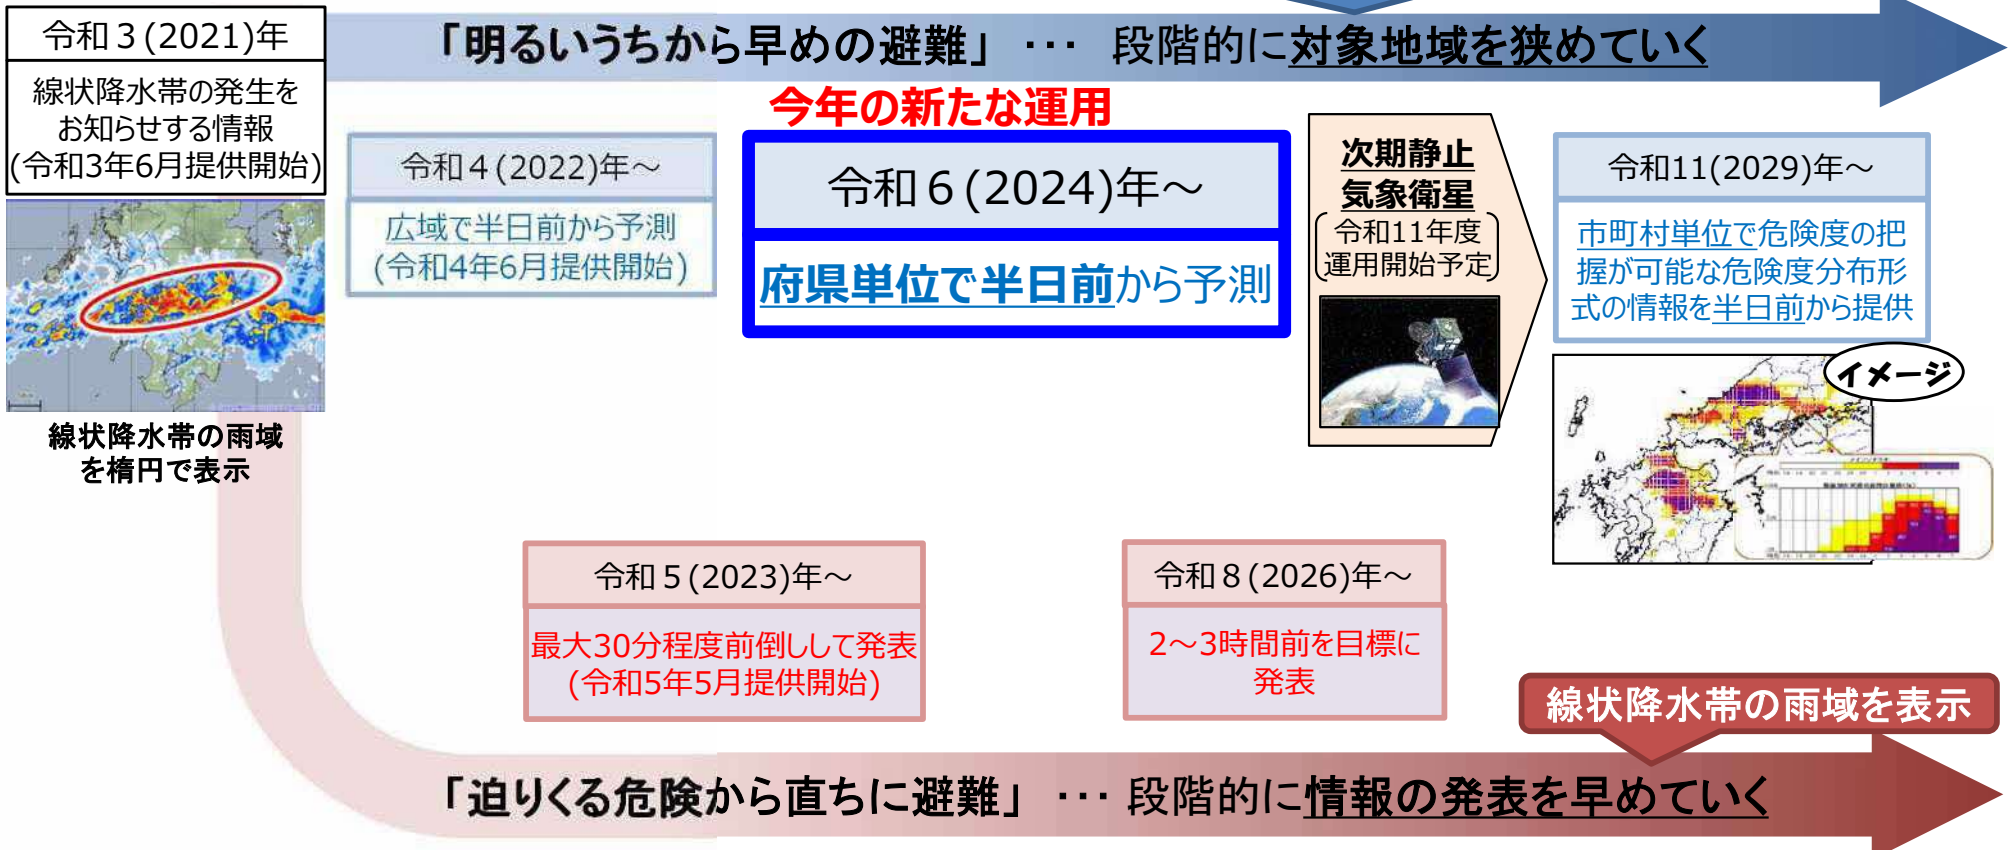 令和３(2021)年
線状降水帯の発生を
お知らせする情報
(令和3年6月提供開始)
線状降水帯の雨域
を楕円で表示
「明るいうちから早めの避難」 ･･･ 段階的に対象地域を狭めていく
令和４(2022)年～
広域で半日前から予測
(令和4年6月提供開始)
今年の新たな運用
令和６(2024)年～
府県単位で半日前から予測
次期静止
気象衛星
令和11年度
運用開始予定
令和11(2029)年～
市町村単位で危険度の把
握が可能な危険度分布形
式の情報を半日前から提供
イメージ
令和５(2023)年～
最大30分程度前倒しして発表
(令和5年5月提供開始)
令和８(2026)年～
2～3時間前を目標に
発表
線状降水帯の雨域を表示
「迫りくる危険から直ちに避難」 ･･･ 段階的に情報の発表を早めていく